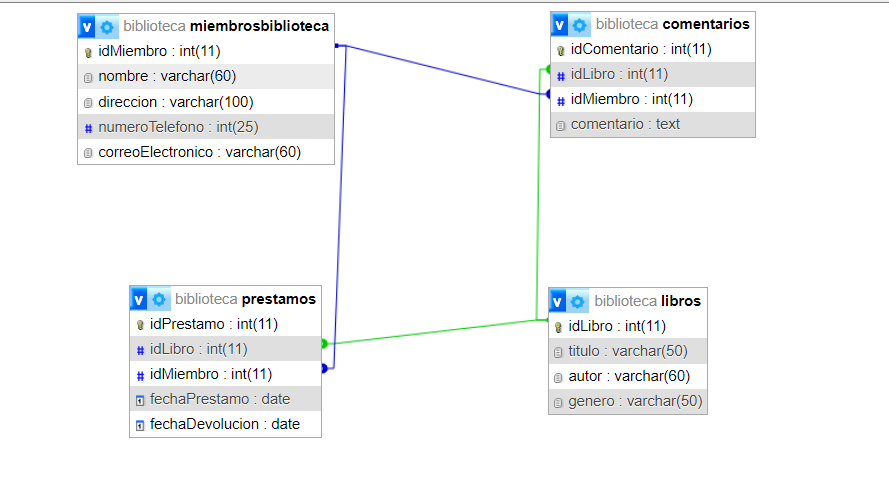 v biblioteca miembrosbiblioteca
idMiembro : int(11)
nombre : varchar(60)
direccion : varchar(100)
# numeroTelefono : int(25)
correoElectronico : varchar(60)
v biblioteca comentarios
idComentario : int(11)
# idLibro : int(11)
# idMiembro : int(11)
comentario : text
v biblioteca prestamos
idPrestamo : int(11)
# idLibro : int(11)
# idMiembro : int(11)
fechaPrestamo : date
fechaDevolucion : date
v biblioteca libros
idLibro : int(11)
titulo : varchar(50)
autor : varchar(60)
genero : varchar(50)